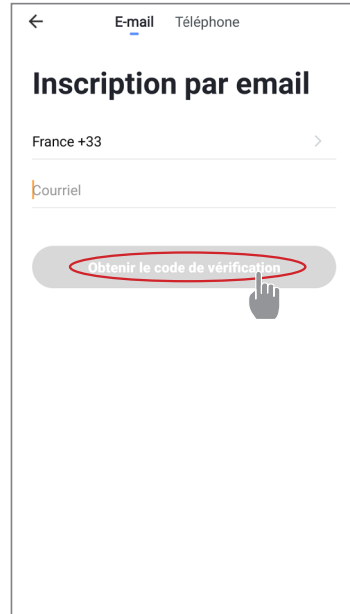 E-mail Téléphone
Inscription par email
France +33
Courriel
Obtenir le code de vérification